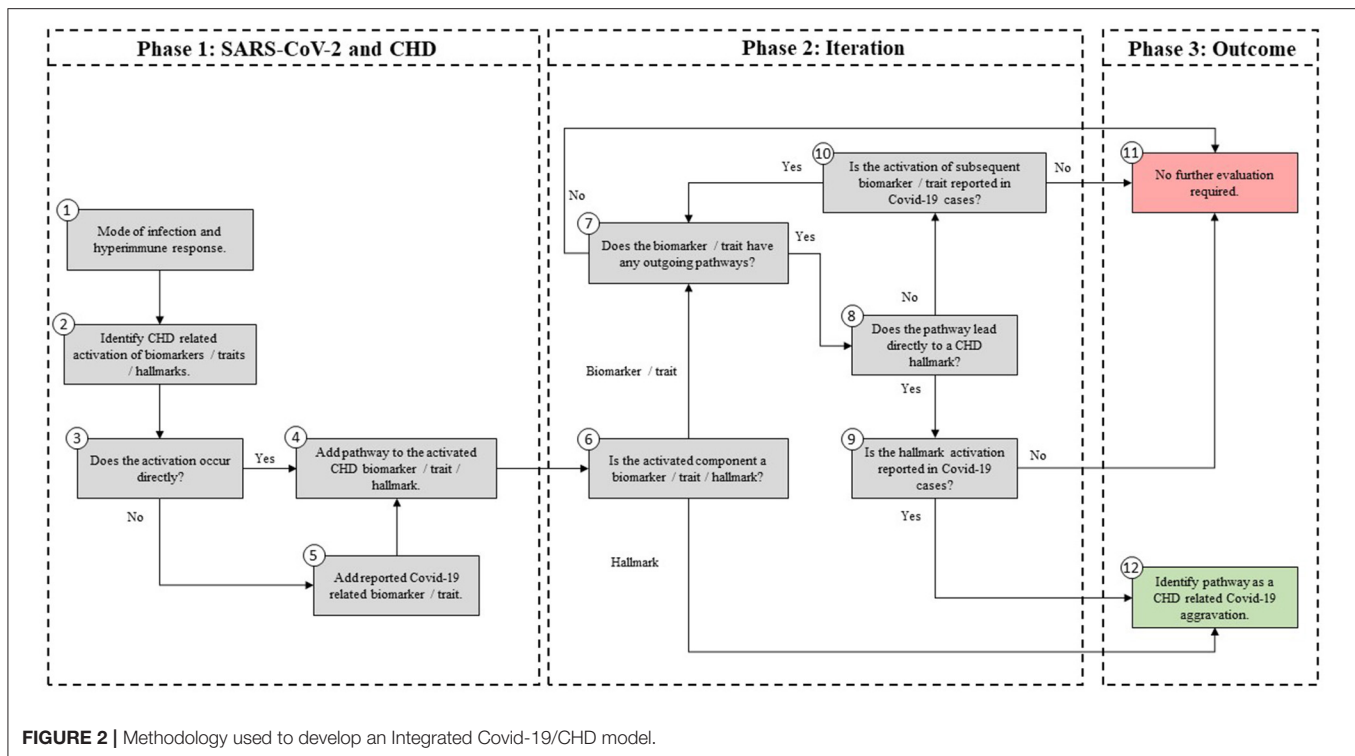 Phase 1: SARS-CoV-2 and CHD
1
Mode of infection and
hyperimmune response.
2
Identify CHD related
activation of biomarkers / traits
/ hallmarks.
3
Does the activation occur
directly?
Yes
No
4
Add pathway to the activated
CHD biomarker / trait /
hallmark.
5
Add reported Covid-19
related biomarker / trait.
Phase 2: Iteration
6
Is the activated component a
biomarker / trait / hallmark?
Biomarker / trait
Hallmark
7
Does the biomarker / trait have
any outgoing pathways?
No
Yes
8
Does the pathway lead
directly to a CHD
hallmark?
No
Yes
9
Is the hallmark activation
reported in Covid-19
cases?
No
Yes
10
Is the activation of subsequent
biomarker / trait reported in
Covid-19 cases?
Yes
No
Phase 3: Outcome
11
No further evaluation
required.
12
Identify pathway as a
CHD related Covid-19
aggravation.
FIGURE 2 | Methodology used to develop an Integrated Covid-19/CHD model.